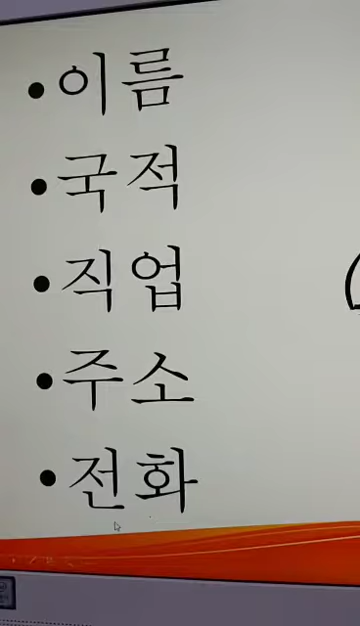 • 이름
• 국적
• 직업
• 주소
• 전화